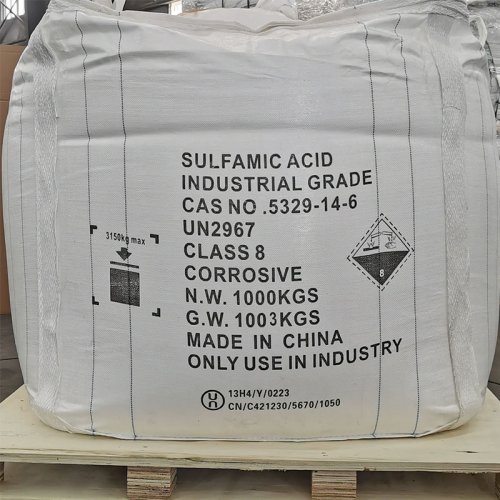 SULFAMIC ACID
INDUSTRIAL GRADE
CAS NO .5329-14-6
UN2967
3150kg max
CLASS 8
CORROSIVE
8
N.W. 1000KGS
G.W. 1003KGS
MADE IN CHINA
ONLY USE IN INDUSTRY
un 13H4/Y/0223
CN/C421230/5670/1050